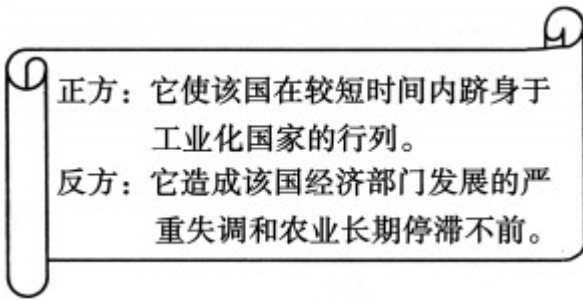 正方：它使该国在较短时间内跻身于
工业化国家的行列。
反方：它造成该国经济部门发展的严
重失调和农业长期停滞不前。